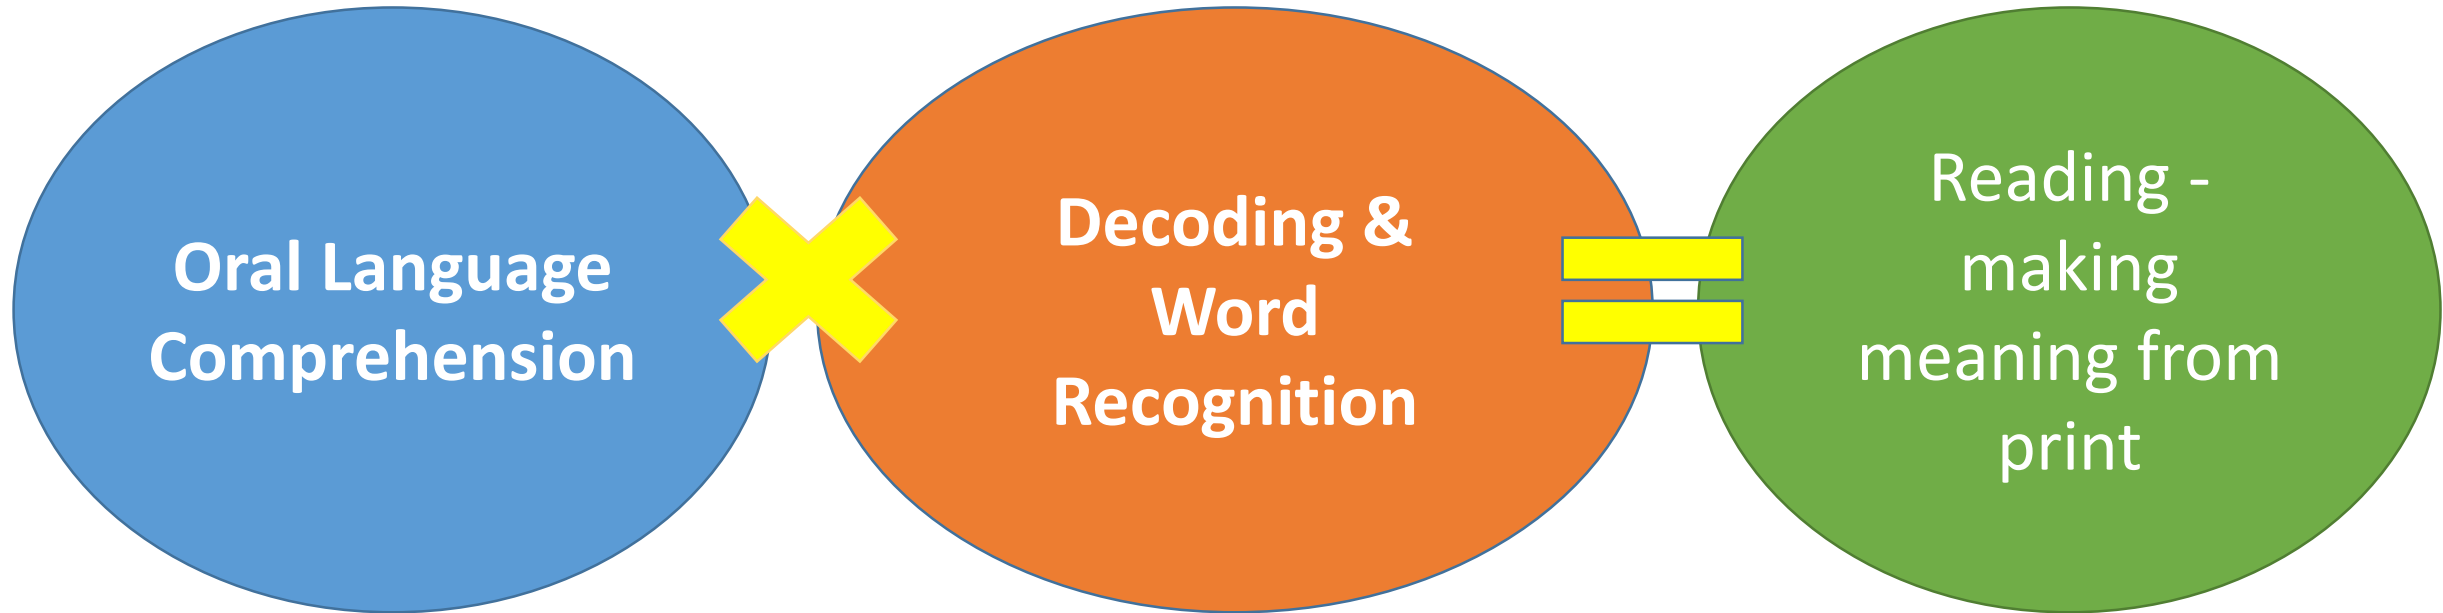 Oral Language
Comprehension
Decoding &
Word
Recognition
Reading -
making
meaning from
print